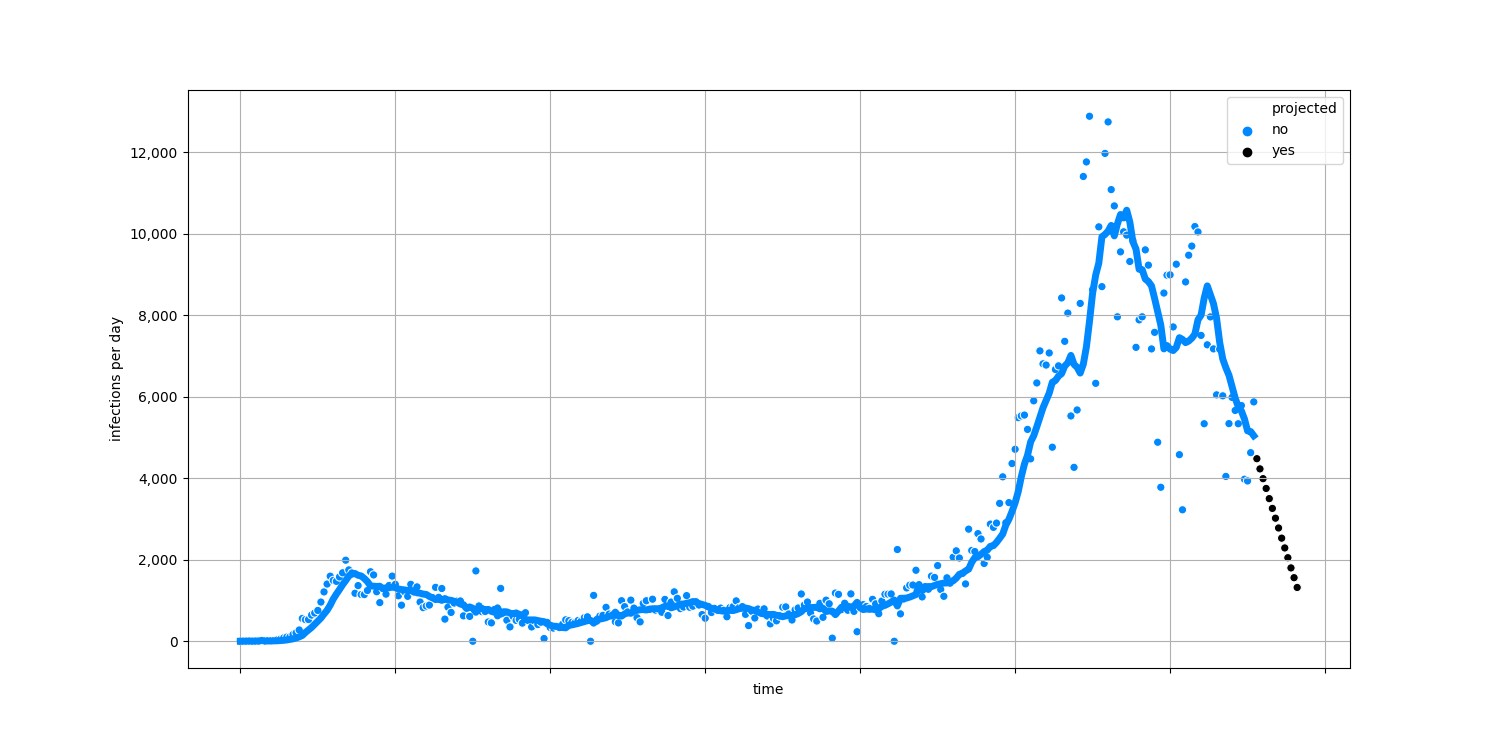 projected
no
yes
12,000
10,000
8,000
6,000
4,000
2,000
0
infections per day
time